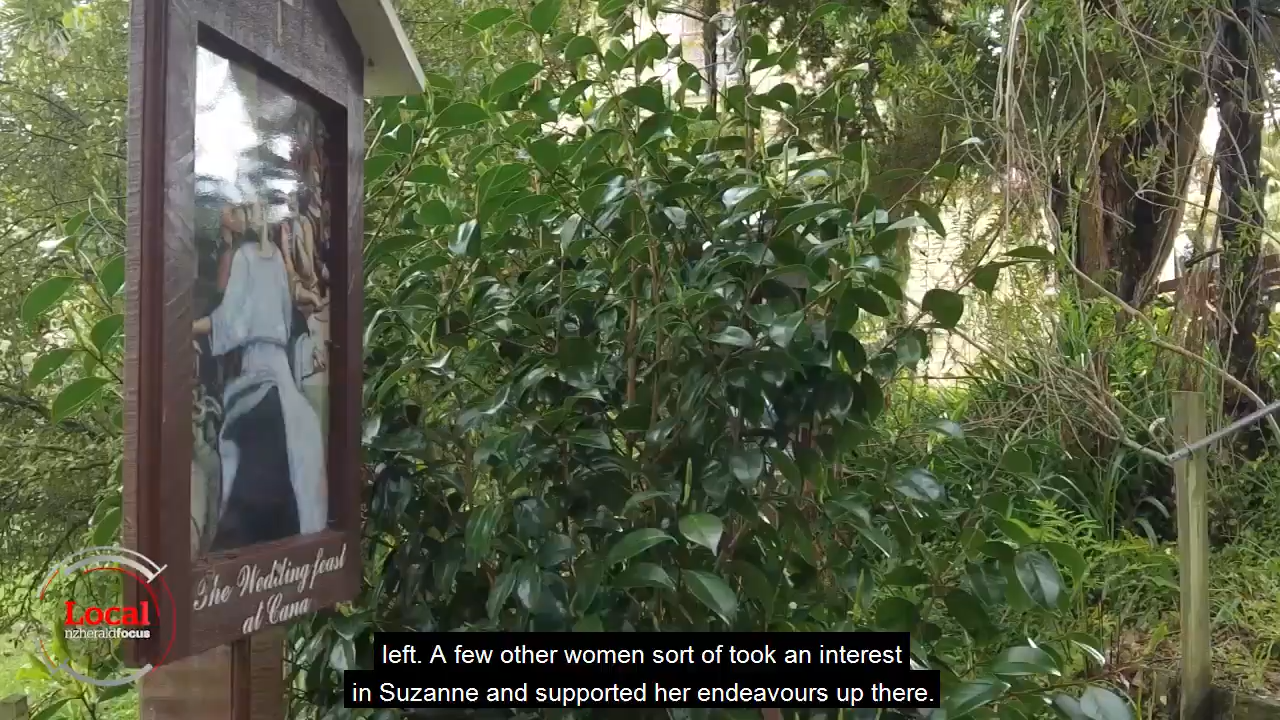 The Wedding feast
at Cana
Local
nzheraldfocus
left. A few other women sort of took an interest
in Suzanne and supported her endeavours up there.